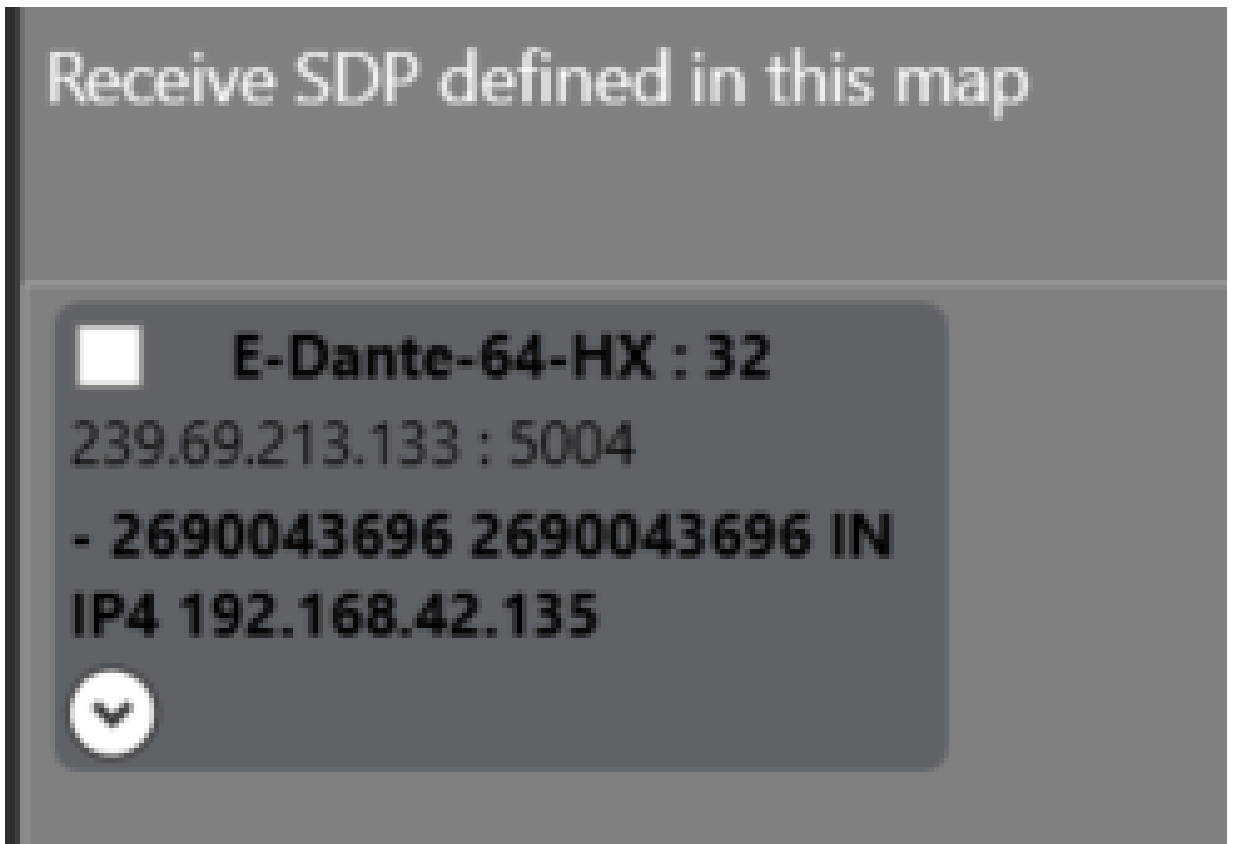 Receive SDP defined in this map
E-Dante-64-HX : 32
239.69.213.133 : 5004
- 2690043696 2690043696 IN
IP4 192.168.42.135